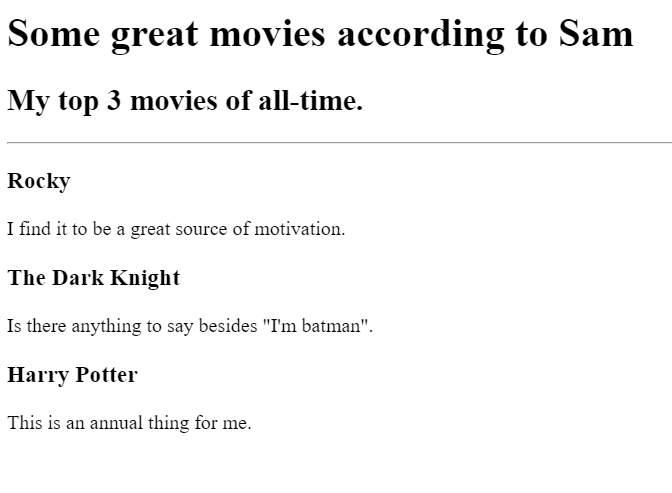 Some great movies according to Sam
My top 3 movies of all-time.
Rocky
I find it to be a great source of motivation.
The Dark Knight
Is there anything to say besides "I'm batman".
Harry Potter
This is an annual thing for me.